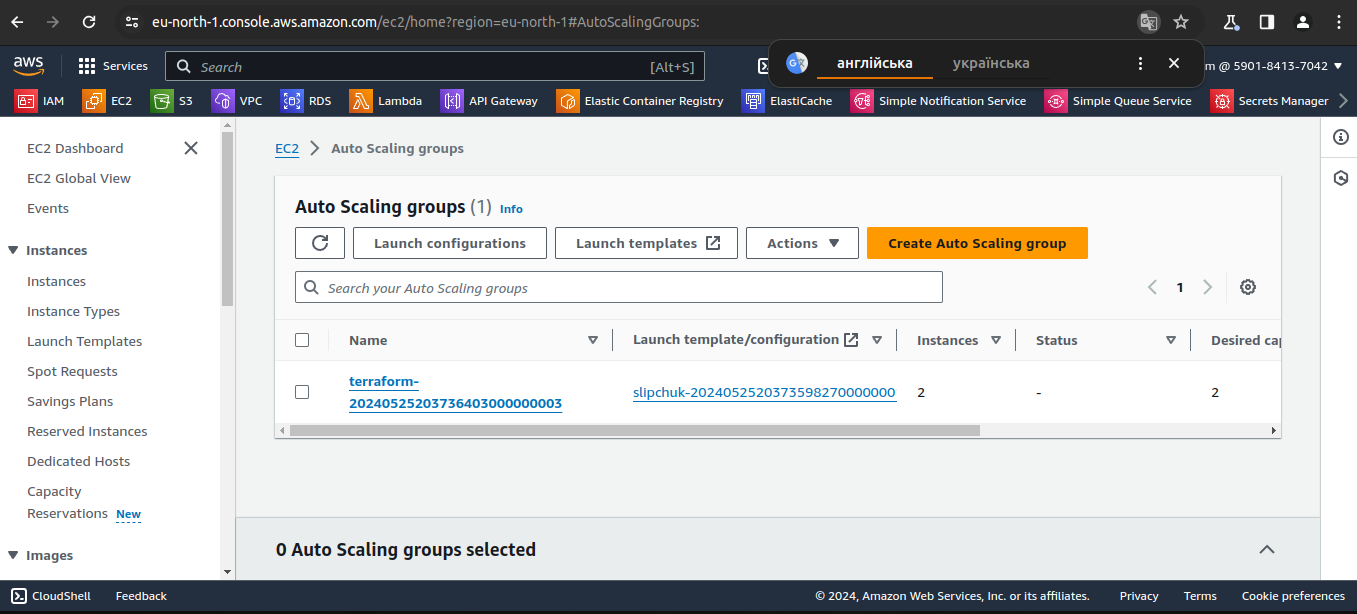 eu-north-1.console.aws.amazon.com/ec2/home?region=eu-north-1#AutoScalingGroups:
англійська українська
aws Services Search [Alt+S] m @ 5901-8413-7042
IAM EC2 S3 VPC RDS Lambda API Gateway Elastic Container Registry ElastiCache Simple Notification Service Simple Queue Service Secrets Manager
EC2 Dashboard
EC2 Global View
Events
Instances
Instances
Instance Types
Launch Templates
Spot Requests
Savings Plans
Reserved Instances
Dedicated Hosts
Capacity
Reservations New
Images
EC2 Auto Scaling groups
Auto Scaling groups (1) Info
Launch configurations Launch templates Actions Create Auto Scaling group
Search your Auto Scaling groups
1
Name Launch template/configuration Instances Status Desired cap
terraform-
20240525203736403000000003 slipchuk-2024052520373598270000000 2 - 2
0 Auto Scaling groups selected
CloudShell Feedback © 2024, Amazon Web Services, Inc. or its affiliates. Privacy Terms Cookie preferences